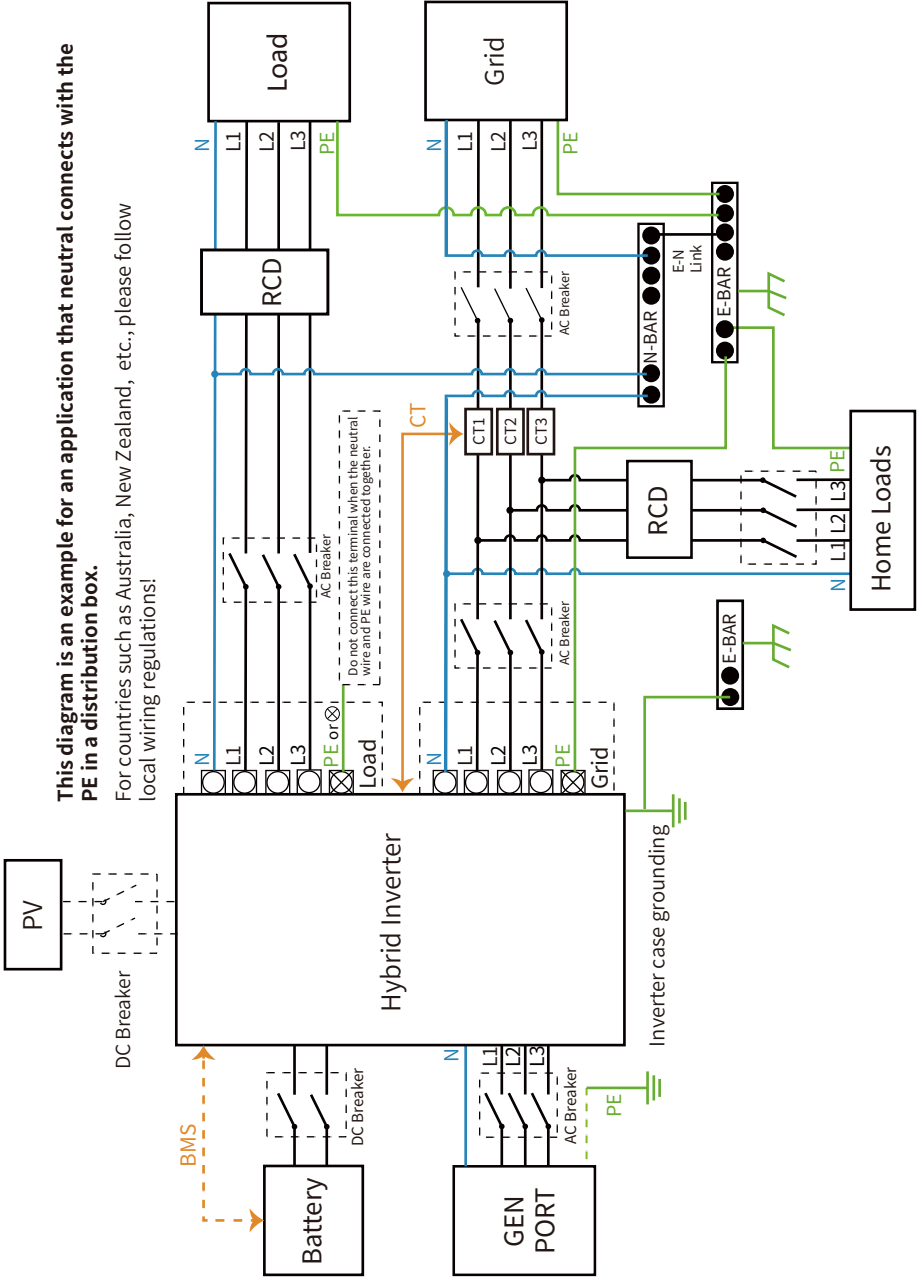 This diagram is an example for an application that neutral connects with the
PE in a distribution box.
For countries such as Australia, New Zealand, etc., please follow
local wiring regulations!
PV
DC Breaker
BMS
Battery
DC Breaker
Hybrid Inverter
N
L1
L2
L3
PE or
Load
AC Breaker
Do not connect this terminal when the neutral
wire and PE wire are connected together.
RCD
N
L1
L2
L3
PE
Load
CT
N
L1
L2
L3
PE
Grid
AC Breaker
CT1
CT2
CT3
AC Breaker
N
L1
L2
L3
PE
Grid
GEN
PORT
N
L1
L2
L3
AC Breaker
PE
Inverter case grounding
E-BAR
RCD
N-BAR
E-N
Link
E-BAR
N
L1
L2
L3
PE
Home Loads